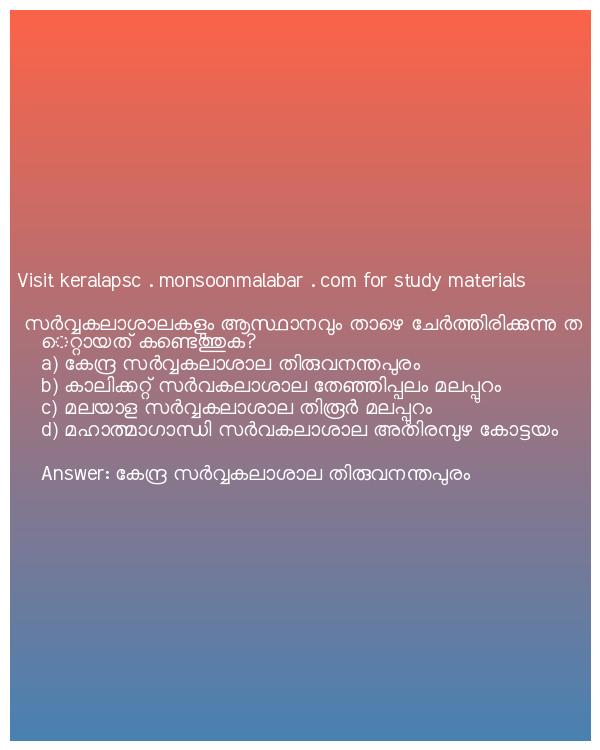 Visit keralapsc . monsoonmalabar . com for study materials
സർവ്വകലാശാലകളും ആസ്ഥാനവും താഴെ ചേർത്തിരിക്കുന്നു ത
െറ്റായത് കണ്ടെത്തുക?
a) കേന്ദ്ര സർവ്വകലാശാല തിരുവനന്തപുരം
b) കാലിക്കറ്റ് സർവകലാശാല തേഞ്ഞിപ്പലം മലപ്പുറം
c) മലയാള സർവ്വകലാശാല തിരൂർ മലപ്പുറം
d) മഹാത്മാഗാന്ധി സർവകലാശാല അതിരമ്പുഴ കോട്ടയം
Answer: കേന്ദ്ര സർവ്വകലാശാല തിരുവനന്തപുരം